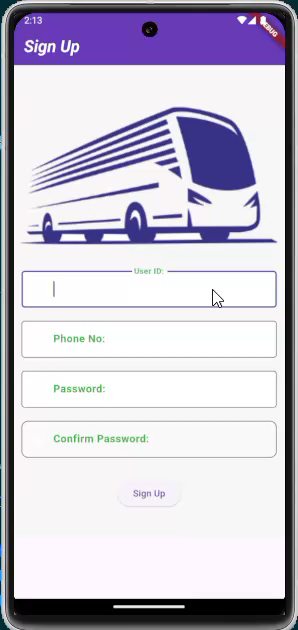 2:13
DEBUG
Sign Up
User ID:
Phone No:
Password:
Confirm Password:
Sign Up